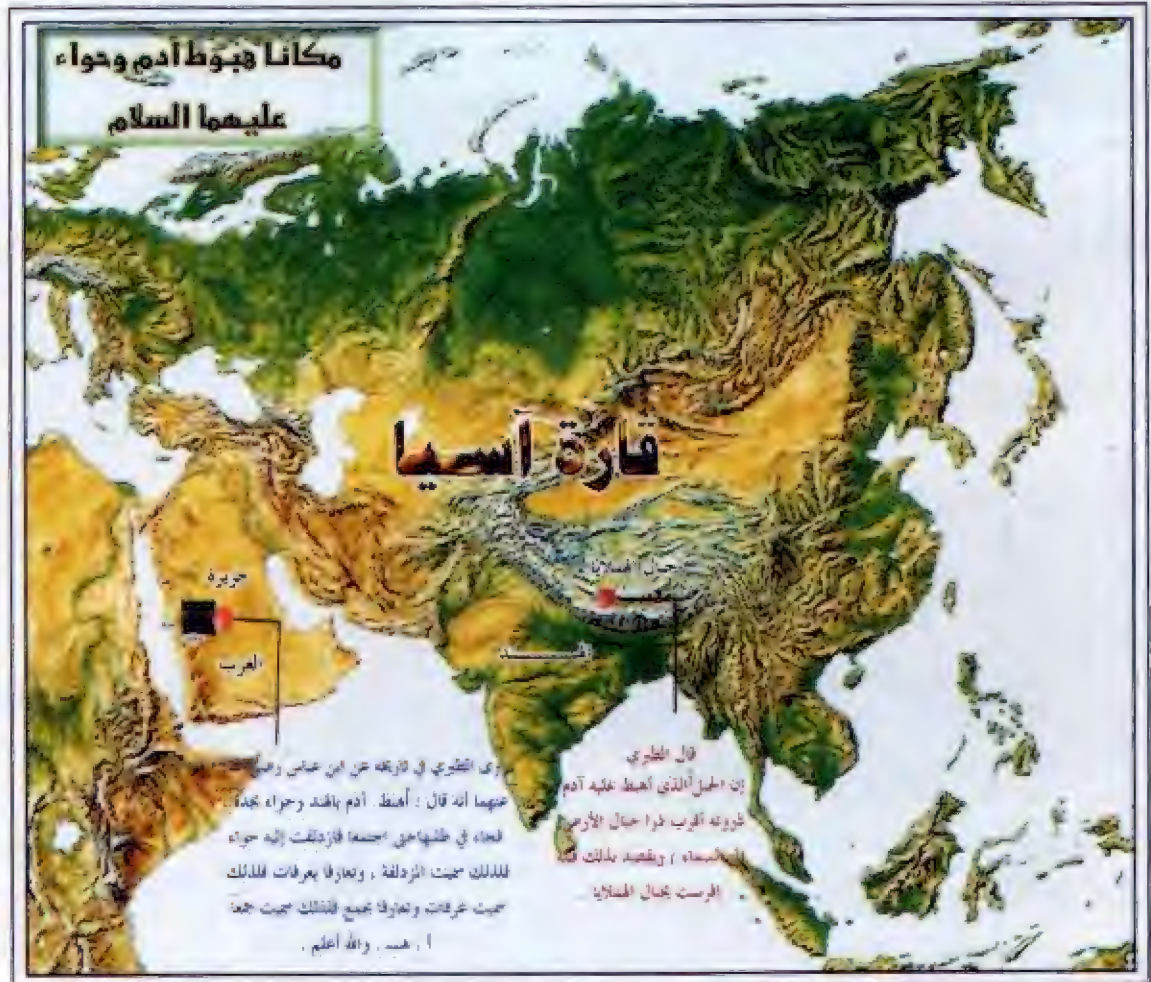 مكانا هبوط آدم وحواء
عليهما السلام
قارة آسيا
جبال الهملايا
جزيرة
العرب
الهنـــــد
قال الطبري
إن الجبل الذي أهبط عليه آدم
ذروته أقرب ذرا جبال الأرض
إلى السماء ، ويقصد بذلك قمة
إفرست بجبال الهملايا .
روى الطبري في تاريخه عن ابن عباس رضي الله
عنهما أنه قال : أهبط آدم بالهند وحواء بجدة ،
فجاء في طلبها حتى اجتمعا فازدلفت إليه حواء
فلذلك سميت المزدلفة ، وتعارفا بعرفات فلذلك
سميت عرفات وتعارفا بجمع فلذلك سميت جمعا
أ . هـ . والله أعلم .